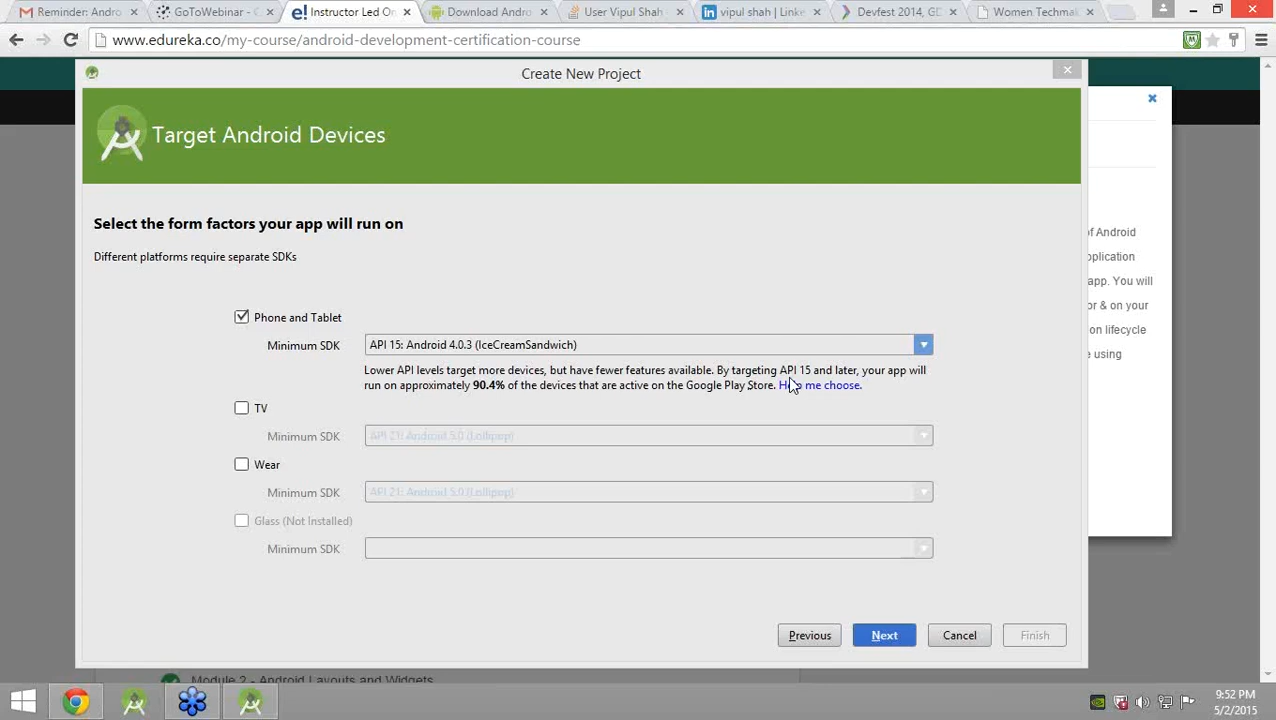 Reminder: Andro
GoToWebinar - C
Instructor Led On
Download Andro
User Vipul Shah
vipul shah | Linke
Devfest 2014, GD
Women Techmak
www.edureka.co/my-course/android-development-certification-course
Create New Project
Target Android Devices
Select the form factors your app will run on
Different platforms require separate SDKs
of Android
application
app. You will
or & on your
on lifecycle
e using
Phone and Tablet
Minimum SDK
API 15: Android 4.0.3 (IceCreamSandwich)
Lower API levels target more devices, but have fewer features available. By targeting API 15 and later, your app will
run on approximately 90.4% of the devices that are active on the Google Play Store. Help me choose.
TV
Minimum SDK
API 21: Android 5.0 (Lollipop)
Wear
Minimum SDK
API 21: Android 5.0 (Lollipop)
Glass (Not Installed)
Minimum SDK
Previous
Next
Cancel
Finish
Module 2 - Android Layouts and Widgets
9:52 PM
5/2/2015